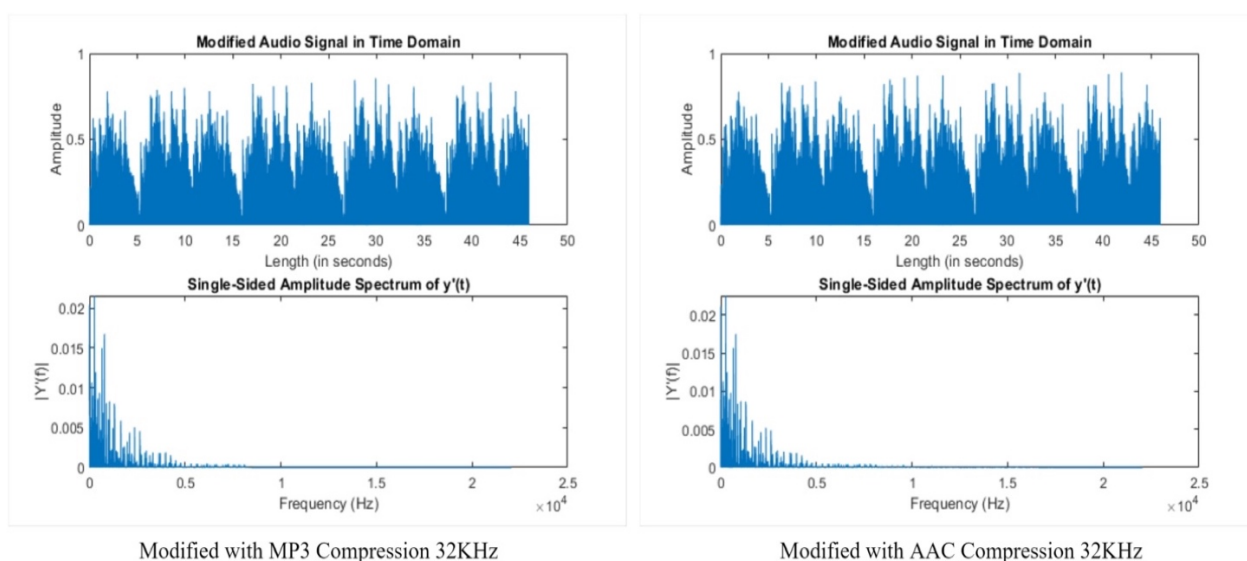 Modified Audio Signal in Time Domain
1
0.5
0
Amplitude
0 5 10 15 20 25 30 35 40 45 50
Length (in seconds)
Single-Sided Amplitude Spectrum of y'(t)
0.02
0.015
0.01
0.005
0
|Y'(f)|
0 0.5 1 1.5 2 2.5
Frequency (Hz)
×10⁴
Modified with MP3 Compression 32KHz
Modified Audio Signal in Time Domain
1
0.5
0
Amplitude
0 5 10 15 20 25 30 35 40 45 50
Length (in seconds)
Single-Sided Amplitude Spectrum of y'(t)
0.02
0.015
0.01
0.005
0
|Y'(f)|
0 0.5 1 1.5 2 2.5
Frequency (Hz)
×10⁴
Modified with AAC Compression 32KHz